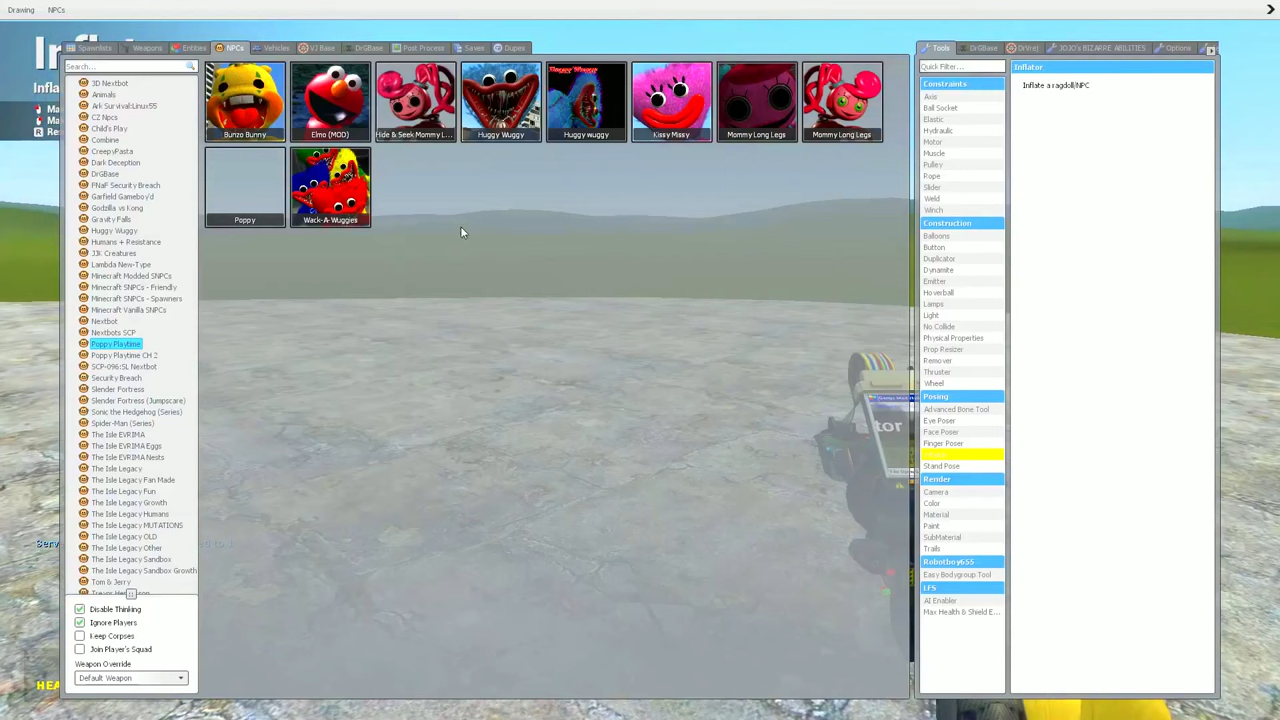 Drawing NPCs
Spawnlists Weapons Entities NPCs Vehicles VJ Base DrGBase Post Process Saves Dupes
Search...
3D Nextbot
Animals
Ark Survival:Linux55
CZ Npcs
Child's Play
Combine
CreepyPasta
Dark Deception
DrGBase
FNaF Security Breach
Garfield Gameboy'd
Godzilla vs Kong
Gravity Falls
Huggy Wuggy
Humans + Resistance
JJK Creatures
Lambda New-Type
Minecraft Modded SNPCs
Minecraft SNPCs - Friendly
Minecraft SNPCs - Spawners
Minecraft Vanilla SNPCs
Nextbot
Nextbots SCP
Poppy Playtime
Poppy Playtime CH 2
SCP-096:SL Nextbot
Security Breach
Slender Fortress
Slender Fortress (Jumpscare)
Sonic the Hedgehog (Series)
Spider-Man (Series)
The Isle EVRIMA
The Isle EVRIMA Eggs
The Isle EVRIMA Nests
The Isle Legacy
The Isle Legacy Fan Made
The Isle Legacy Fun
The Isle Legacy Growth
The Isle Legacy Humans
The Isle Legacy MUTATIONS
The Isle Legacy OLD
The Isle Legacy Other
The Isle Legacy Sandbox
The Isle Legacy Sandbox Growth
Tom & Jerry
Disable Thinking
Ignore Players
Keep Corpses
Join Player's Squad
Weapon Override
Default Weapon
Bunzo Bunny Elmo (MOD) Hide & Seek Mommy L... Huggy Wuggy Huggy wuggy Kissy Missy Mommy Long Legs Mommy Long Legs
Poppy Wack-A-Wuggies
Tools DrGBase JOJO'S BIZARRE ABILITIES Options
Quick Filter...
Constraints
Axis
Ball Socket
Elastic
Hydraulic
Motor
Muscle
Pulley
Rope
Slider
Weld
Winch
Construction
Balloons
Button
Duplicator
Dynamite
Emitter
Hoverball
Lamps
Light
No Collide
Physical Properties
Prop Resizer
Remover
Thruster
Wheel
Posing
Advanced Bone Tool
Eye Poser
Face Poser
Finger Poser
Stand Pose
Render
Camera
Color
Material
Paint
SubMaterial
Trails
Robotboy655
Easy Bodygroup Tool
LFS
AI Enabler
Max Health & Shield E...
Inflator
Inflate a ragdoll/NPC